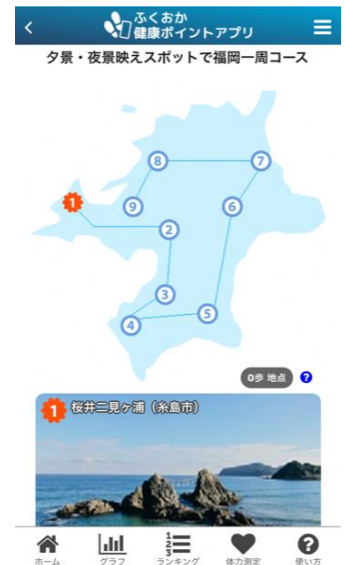 ふくおか
健康ポイントアプリ
夕景・夜景映えスポットで福岡一周コース
8
7
1
9
6
2
3
5
4
0歩 地点 ?
1 桜井二見ヶ浦（糸島市）
1
2
3
?
ホーム
グラフ
ランキング
体力測定
使い方